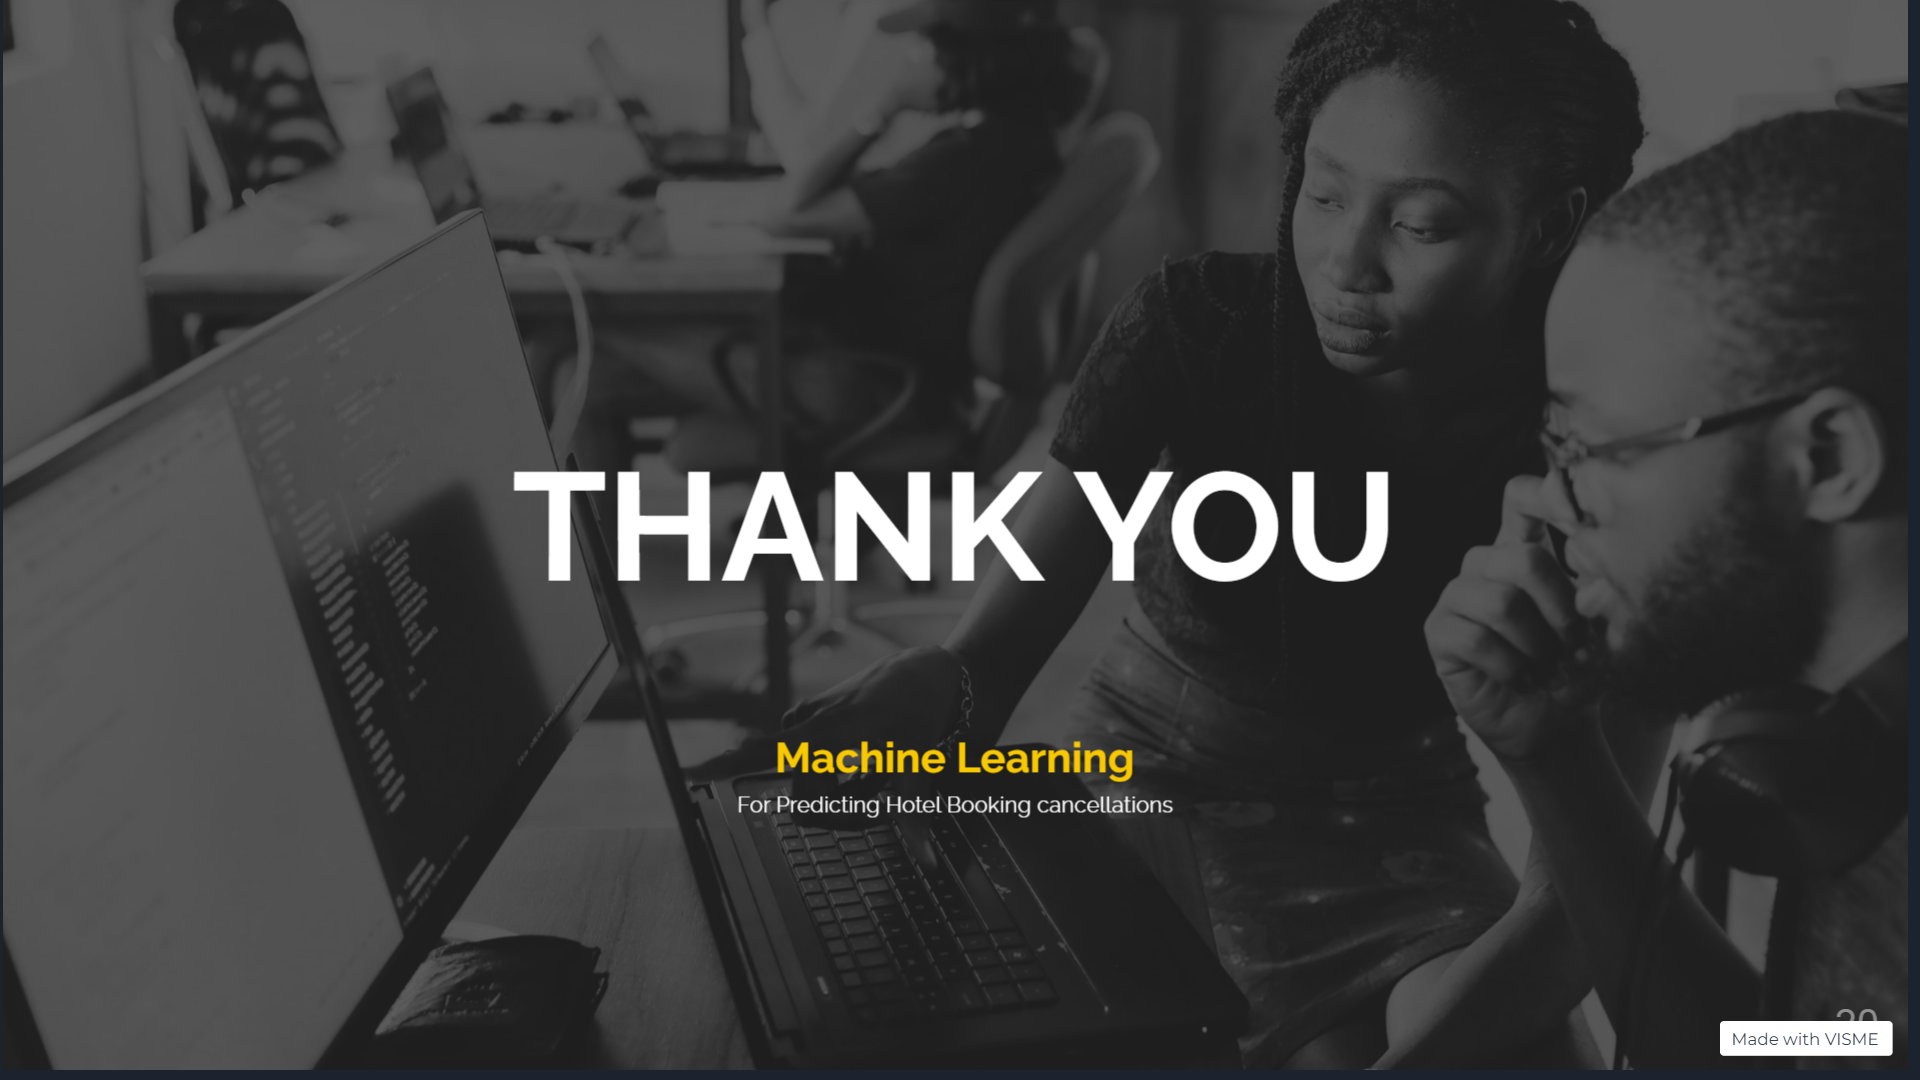 THANK YOU
Machine Learning
For Predicting Hotel Booking cancellations
Made with VISME